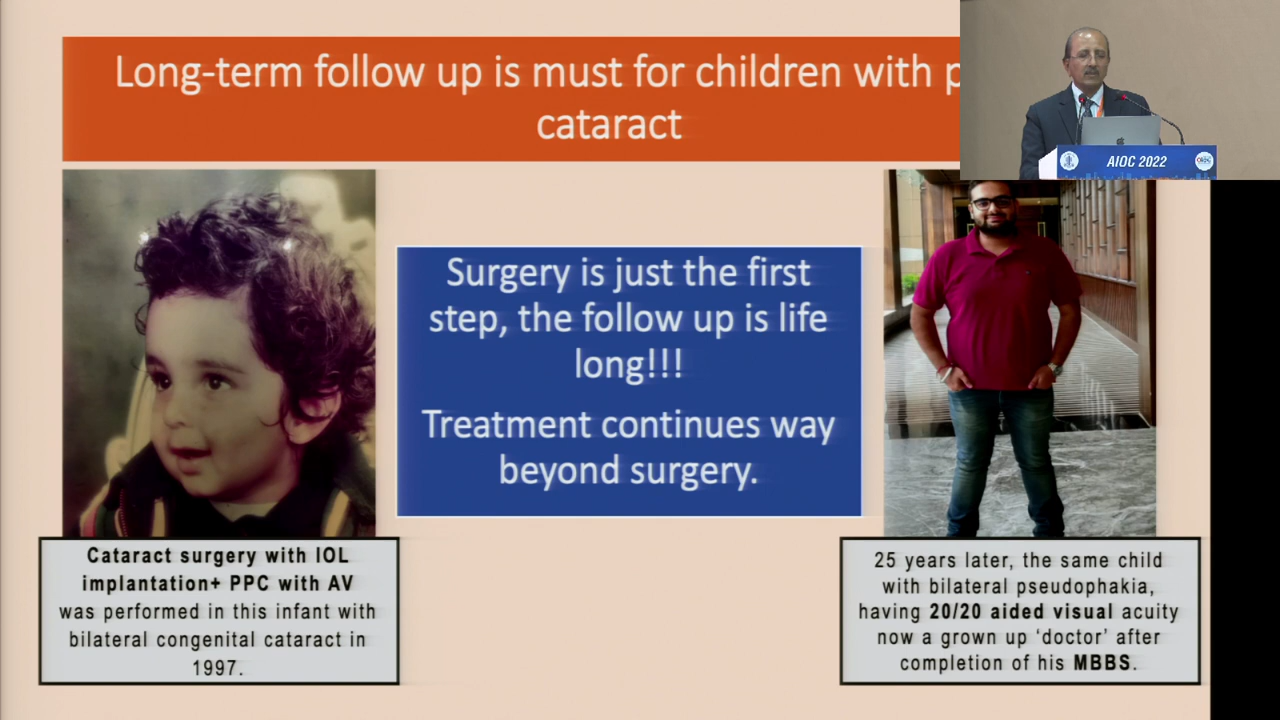 Long-term follow up is must for children with p
cataract
AIOC 2022
Surgery is just the first
step, the follow up is life
long!!!
Treatment continues way
beyond surgery.
Cataract surgery with IOL
implantation+ PPC with AV
was performed in this infant with
bilateral congenital cataract in
1997.
25 years later, the same child
with bilateral pseudophakia,
having 20/20 aided visual acuity
now a grown up ‘doctor’ after
completion of his MBBS.